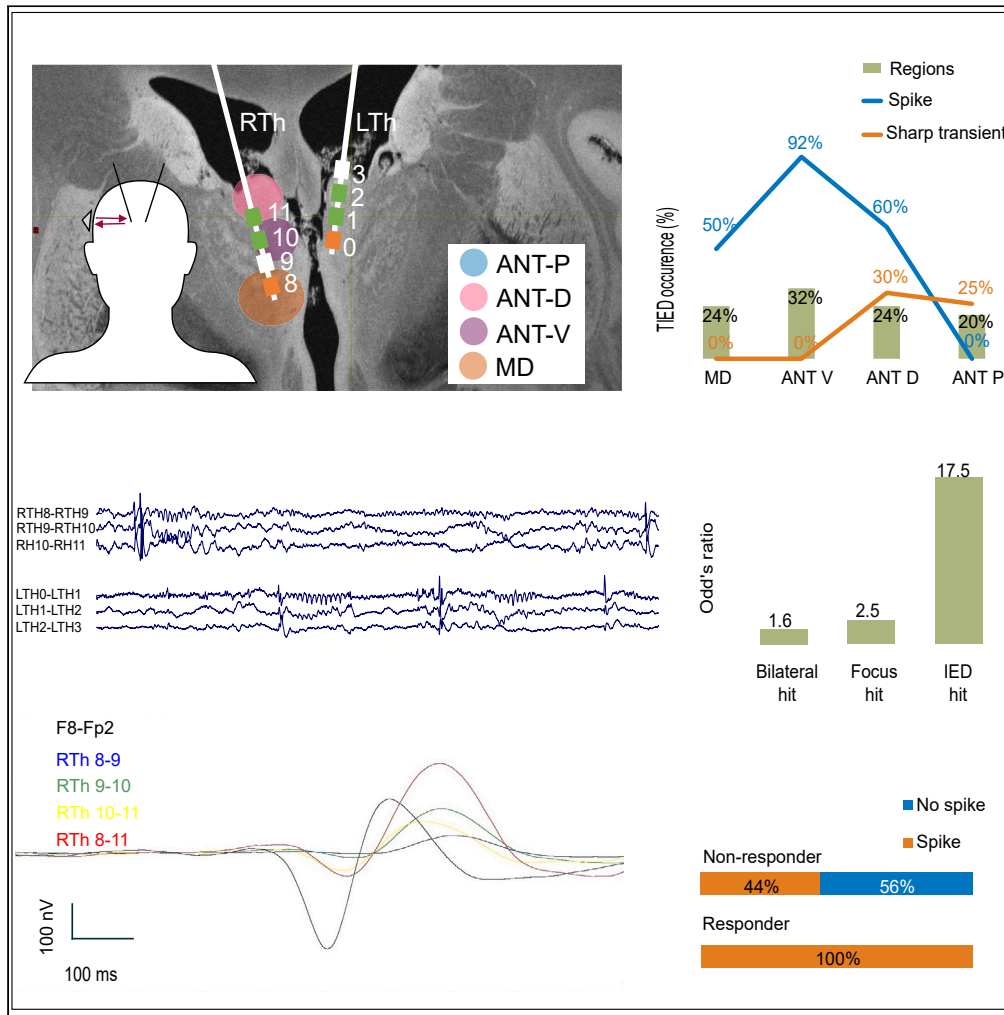 RTh
LTh
3
2
1
0
11
10
9
8
ANT-P
ANT-D
ANT-V
MD
Regions
Spike
Sharp transient
TIED occurence (%)
92%
50%
60%
30%
25%
32%
24%
24%
20%
0%
0%
0%
MD
ANT V
ANT D
ANT P
RTH8-RTH9
RTH9-RTH10
RH10-RH11
LTH0-LTH1
LTH1-LTH2
LTH2-LTH3
Odd's ratio
17.5
2.5
1.6
Bilateral
hit
Focus
hit
IED
hit
F8-Fp2
RTh 8-9
RTh 9-10
RTh 10-11
RTh 8-11
100 nV
100 ms
No spike
Spike
Non-responder
44%
56%
Responder
100%